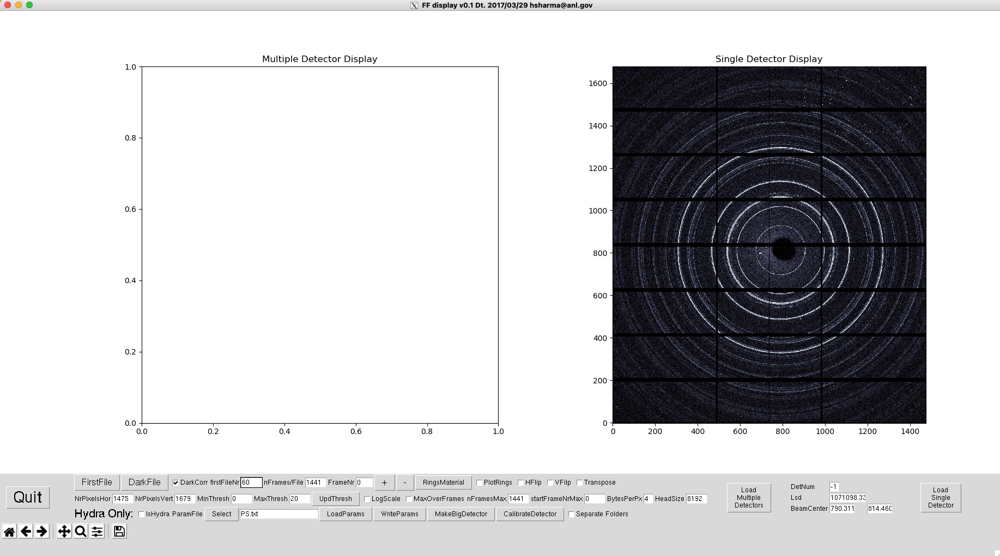 FF display v0.1 Dt. 2017/03/29 hsharma@anl.gov
Multiple Detector Display
1.0
0.8
0.6
0.4
0.2
0.0
0.0 0.2 0.4 0.6 0.8 1.0
Single Detector Display
1600
1400
1200
1000
800
600
400
200
0
0 200 400 600 800 1000 1200 1400
Quit
FirstFile DarkFile DarkCorr firstFileNr 60 nFrames/File 1441 FrameNr 0 + - RingsMaterial PlotRings HFlip VFilp Transpose
NrPixelsHor 1475 NrPixelsVert 1679 MinThresh 0 MaxThresh 20 UpdThresh LogScale MaxOverFrames nFramesMax 1441 startFrameNrMax 0 BytesPerPx 4 HeadSize 8192
Hydra Only: IsHydra ParamFile Select PS.txt LoadParams WriteParams MakeBigDetector CalibrateDetector Separate Folders
Load
Multiple
Detectors
DetNum -1
Lsd 1071098.33
BeamCenter 790.311 814.460
Load
Single
Detector